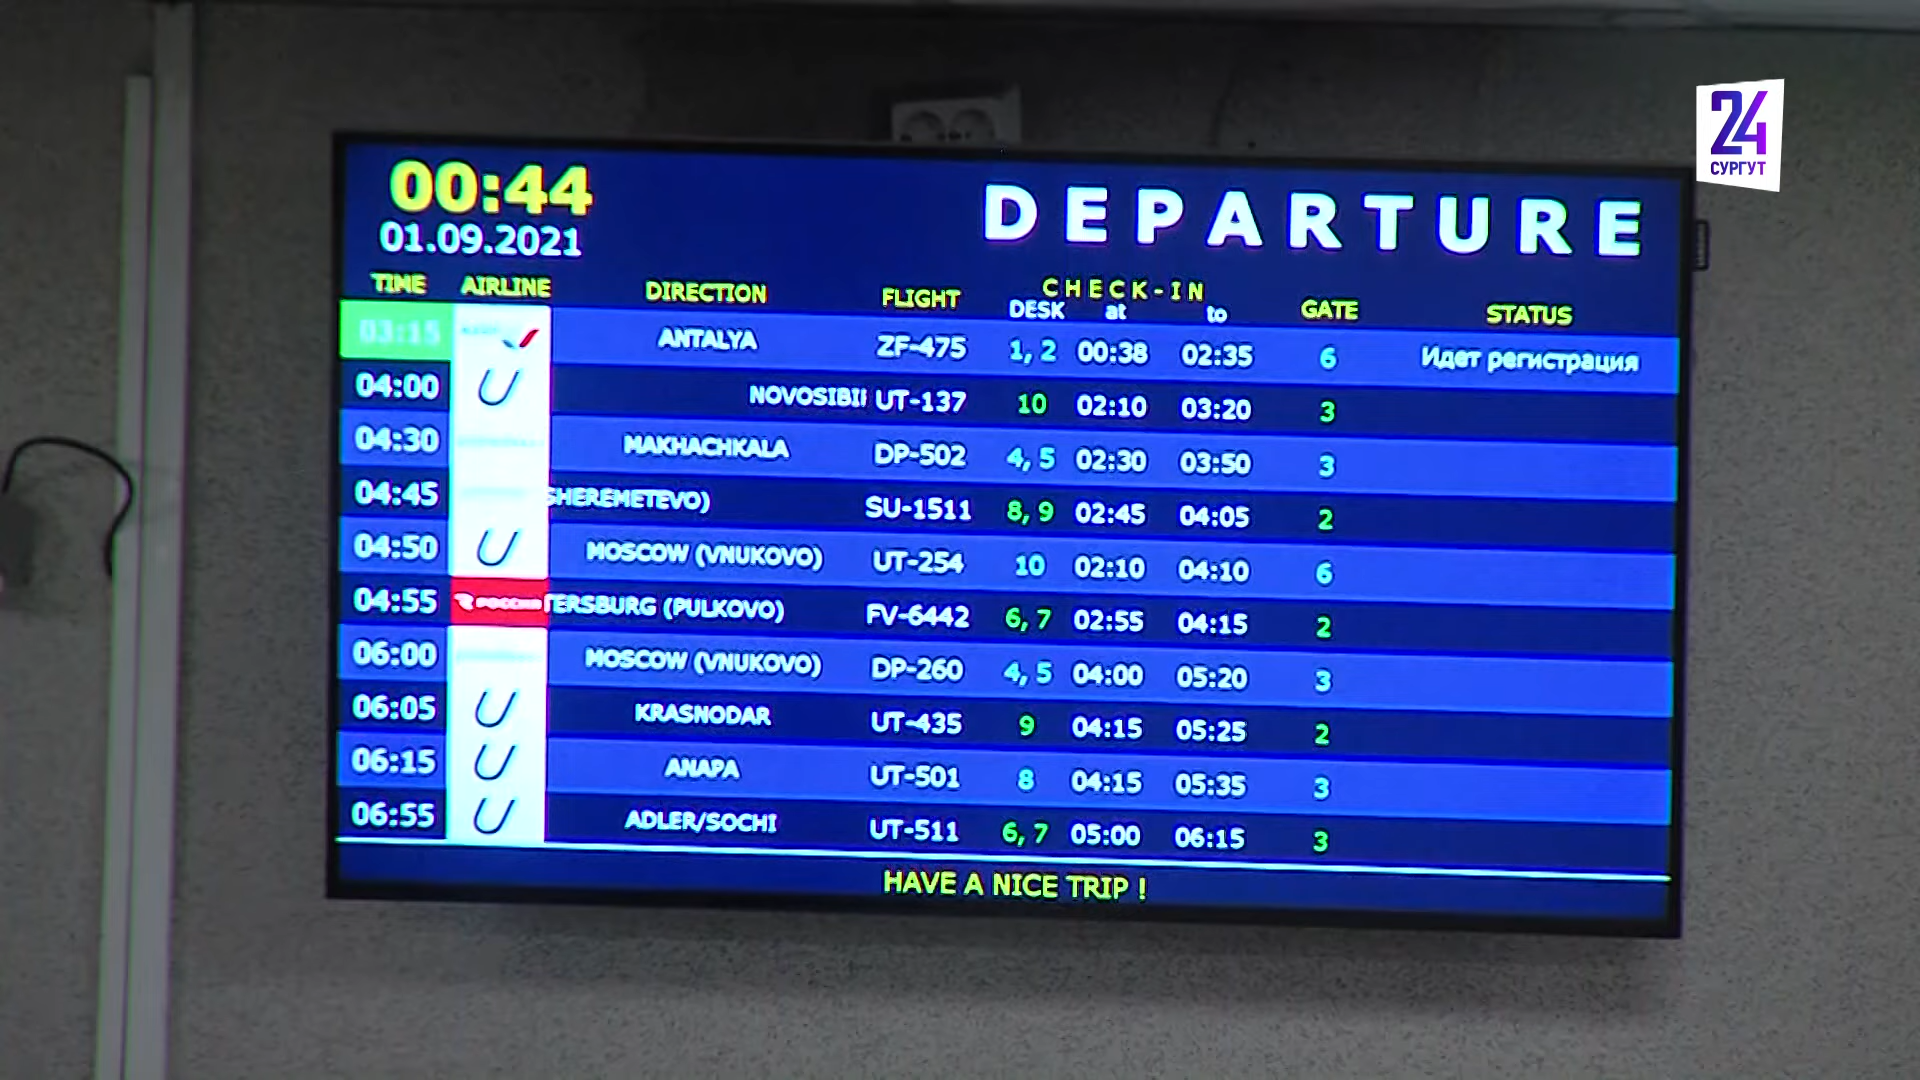 24
СУРГУТ
00:44
DEPARTURE
01.09.2021
TIME AIRLINE DIRECTION FLIGHT CHECK-IN DESK at to GATE STATUS
03:15 ANTALYA ZF-475 1, 2 00:38 02:35 6 Идет регистрация
04:00 NOVOSIBI UT-137 10 02:10 03:20 3
04:30 MAKHACHKALA DP-502 4, 5 02:30 03:50 3
04:45 SHEREMETEVO) SU-1511 8, 9 02:45 04:05 2
04:50 MOSCOW (VNUKOVO) UT-254 10 02:10 04:10 6
04:55 РОССИЯ TERSBURG (PULKOVO) FV-6442 6, 7 02:55 04:15 2
06:00 MOSCOW (VNUKOVO) DP-260 4, 5 04:00 05:20 3
06:05 KRASNODAR UT-435 9 04:15 05:25 2
06:15 ANAPA UT-501 8 04:15 05:35 3
06:55 ADLER/SOCHI UT-511 6, 7 05:00 06:15 3
HAVE A NICE TRIP !